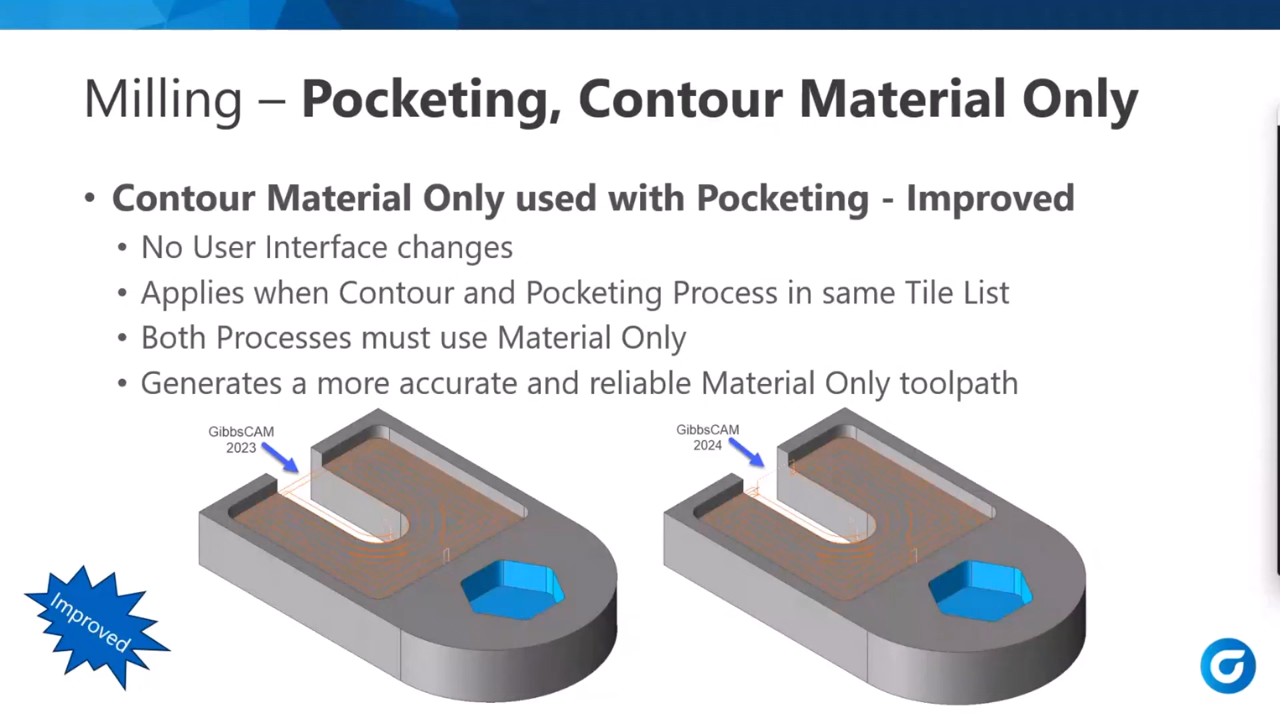 Milling – Pocketing, Contour Material Only
• Contour Material Only used with Pocketing - Improved
• No User Interface changes
• Applies when Contour and Pocketing Process in same Tile List
• Both Processes must use Material Only
• Generates a more accurate and reliable Material Only toolpath
GibbsCAM
2023
GibbsCAM
2024
Improved